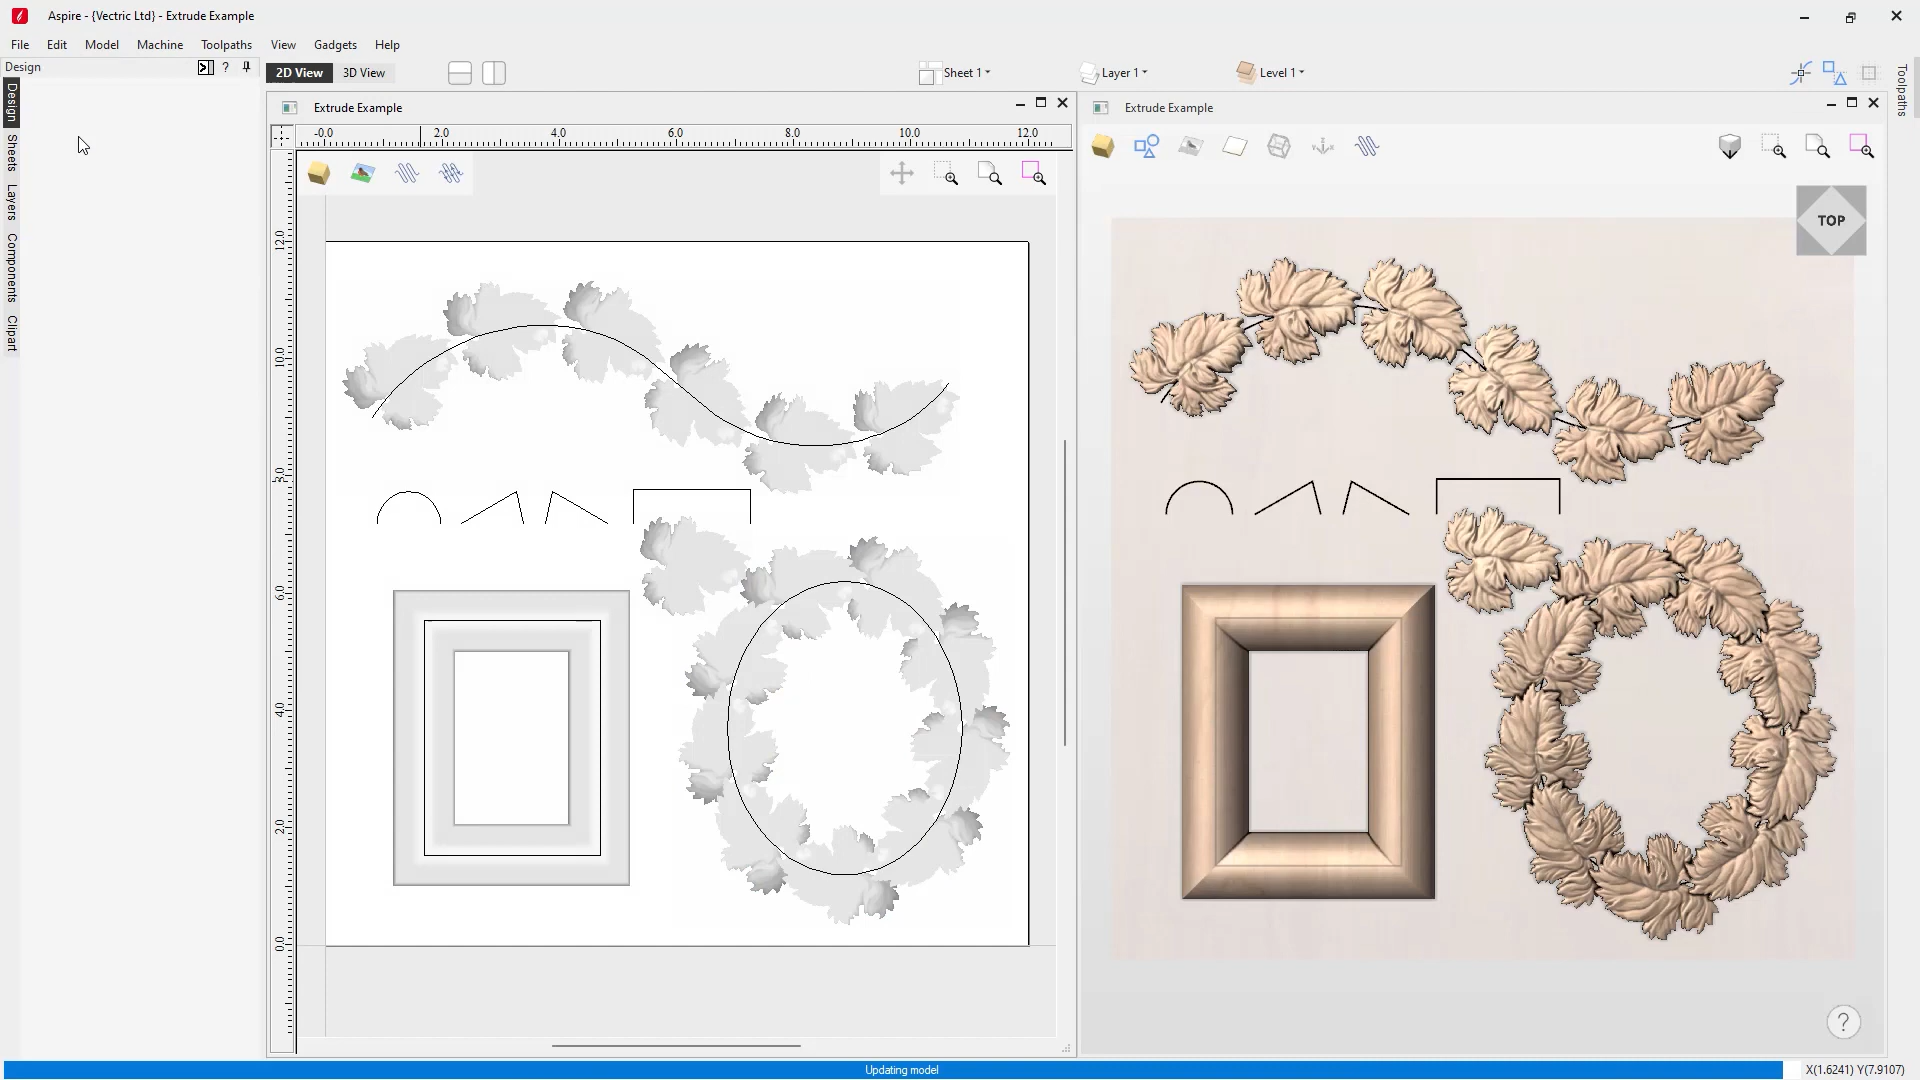 Aspire - {Vectric Ltd} - Extrude Example
File Edit Model Machine Toolpaths View Gadgets Help
Design
?
2D View 3D View
Sheet 1
Layer 1
Level 1
Design
Sheets
Layers
Components
Clipart
Toolpaths
Extrude Example
Extrude Example
-0.0 2.0 4.0 6.0 8.0 10.0 12.0
12.0
10.0
6.0
4.0
2.0
0.0
TOP
?
Updating model
X(1.6241) Y(7.9107)